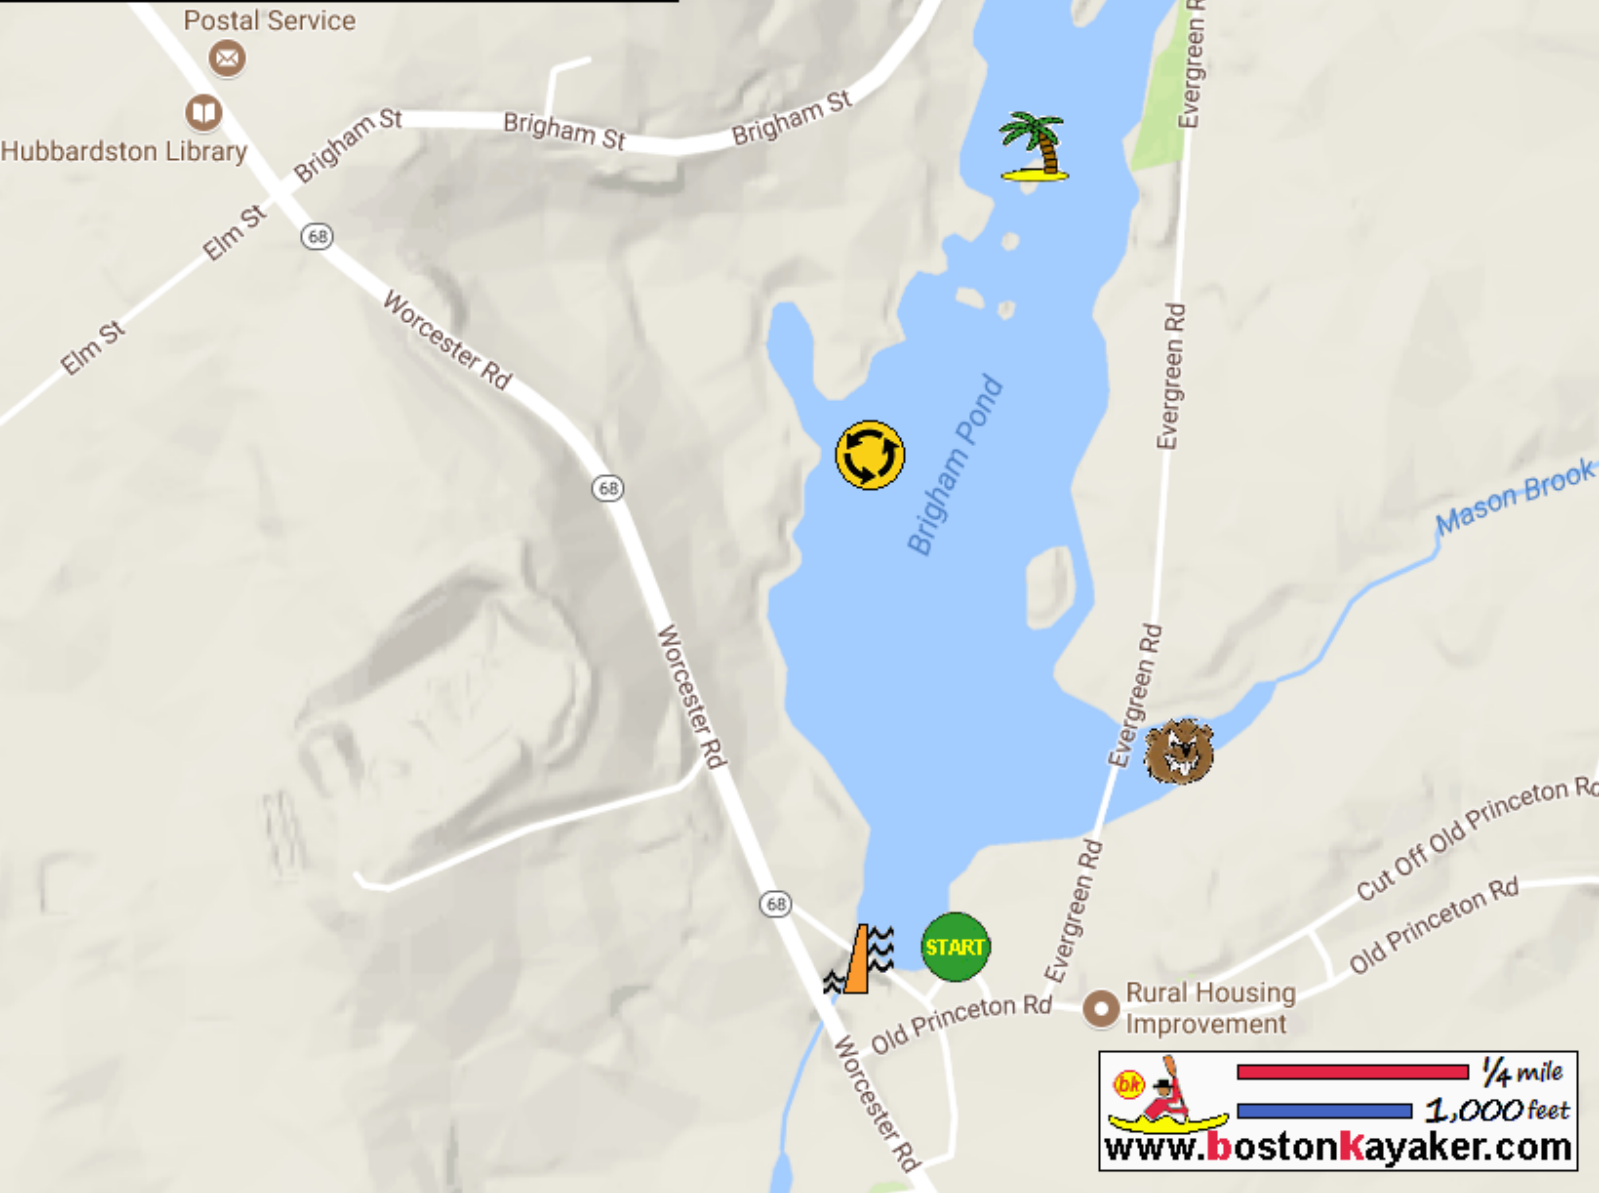 Postal Service
Evergreen R
Brigham St
Brigham St
Brigham St
Hubbardston Library
Elm St
68
Worcester Rd
Elm St
Evergreen Rd
Brigham Pond
68
Mason Brook
Worcester Rd
Evergreen Rd
Cut Off Old Princeton Rd
Evergreen Rd
Old Princeton Rd
68
START
Old Princeton Rd
Rural Housing
Improvement
Worcester Rd
bk
¼ mile
1,000 feet
www.bostonkayaker.com